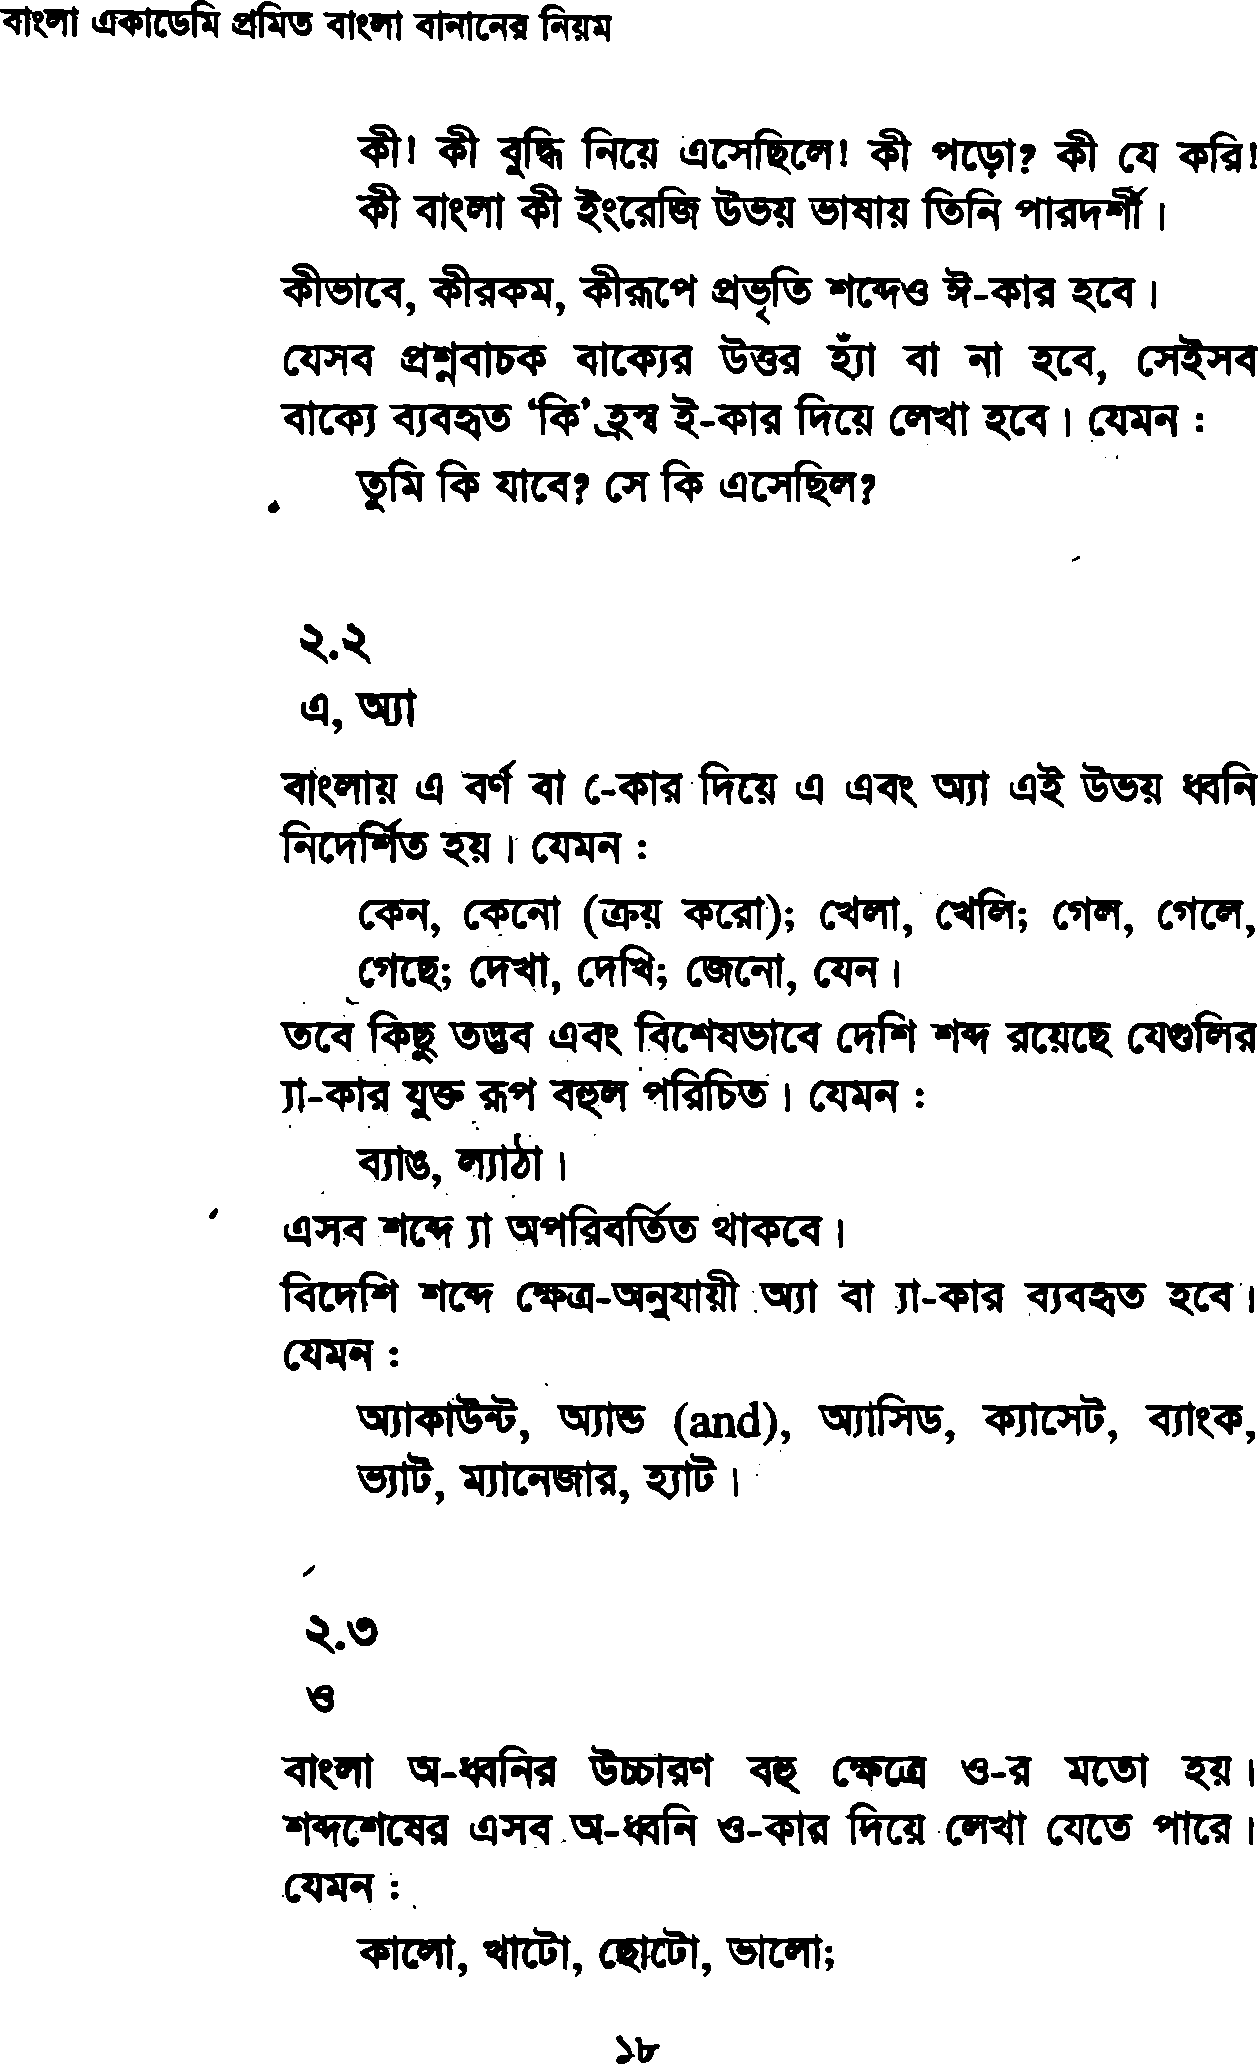 বাংলা একাডেমি প্রমিত বাংলা বানানের নিয়ম
কী! কী বুদ্ধি নিয়ে এসেছিলে! কী পড়ো? কী যে করি!
কী বাংলা কী ইংরেজি উভয় ভাষায় তিনি পারদর্শী।
কীভাবে, কীরকম, কীরূপে প্রভৃতি শব্দেও ঈ-কার হবে।
যেসব প্রশ্নবাচক বাক্যের উত্তর হ্যাঁ বা না হবে, সেইসব
বাক্যে ব্যবহৃত ‘কি’ হ্রস্ব ই-কার দিয়ে লেখা হবে। যেমন :
তুমি কি যাবে? সে কি এসেছিল?
২.২
এ, অ্যা
বাংলায় এ বর্ণ বা ে-কার দিয়ে এ এবং অ্যা এই উভয় ধ্বনি
নির্দেশিত হয়। যেমন :
কেন, কেনো (ক্রয় করো); খেলা, খেলি; গেল, গেলে,
গেছে; দেখা, দেখি; জেনো, যেন।
তবে কিছু তদ্ভব এবং বিশেষভাবে দেশি শব্দ রয়েছে যেগুলির
্যা-কার যুক্ত রূপ বহুল পরিচিত। যেমন :
ব্যাঙ, ল্যাঠা।
এসব শব্দে ্যা অপরিবর্তিত থাকবে।
বিদেশি শব্দে ক্ষেত্র-অনুযায়ী অ্যা বা ্যা-কার ব্যবহৃত হবে।
যেমন :
অ্যাকাউন্ট, অ্যান্ড (and), অ্যাসিড, ক্যাসেট, ব্যাংক,
ভ্যাট, ম্যানেজার, হ্যাট।
২.৩
ও
বাংলা অ-ধ্বনির উচ্চারণ বহু ক্ষেত্রে ও-র মতো হয়।
শব্দশেষের এসব অ-ধ্বনি ও-কার দিয়ে লেখা যেতে পারে।
যেমন :
কালো, খাটো, ছোটো, ভালো;
১৮